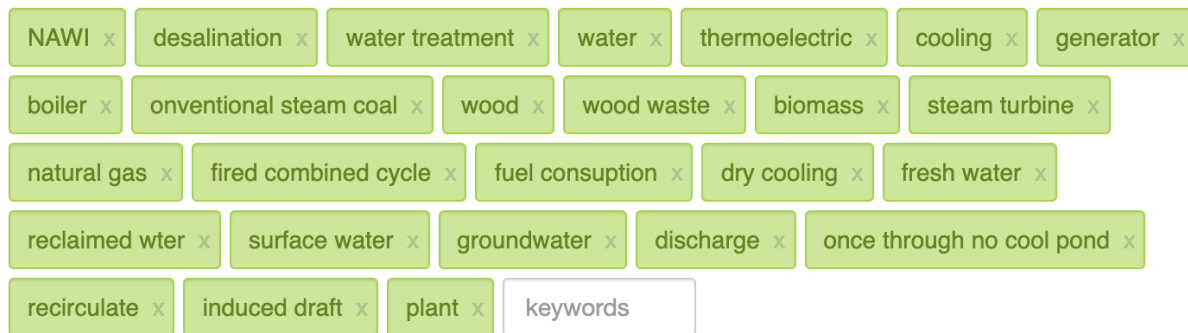 NAWI x desalination x water treatment x water x thermoelectric x cooling x generator x
boiler x onventional steam coal x wood x wood waste x biomass x steam turbine x
natural gas x fired combined cycle x fuel consuption x dry cooling x fresh water x
reclaimed wter x surface water x groundwater x discharge x once through no cool pond x
recirculate x induced draft x plant x keywords